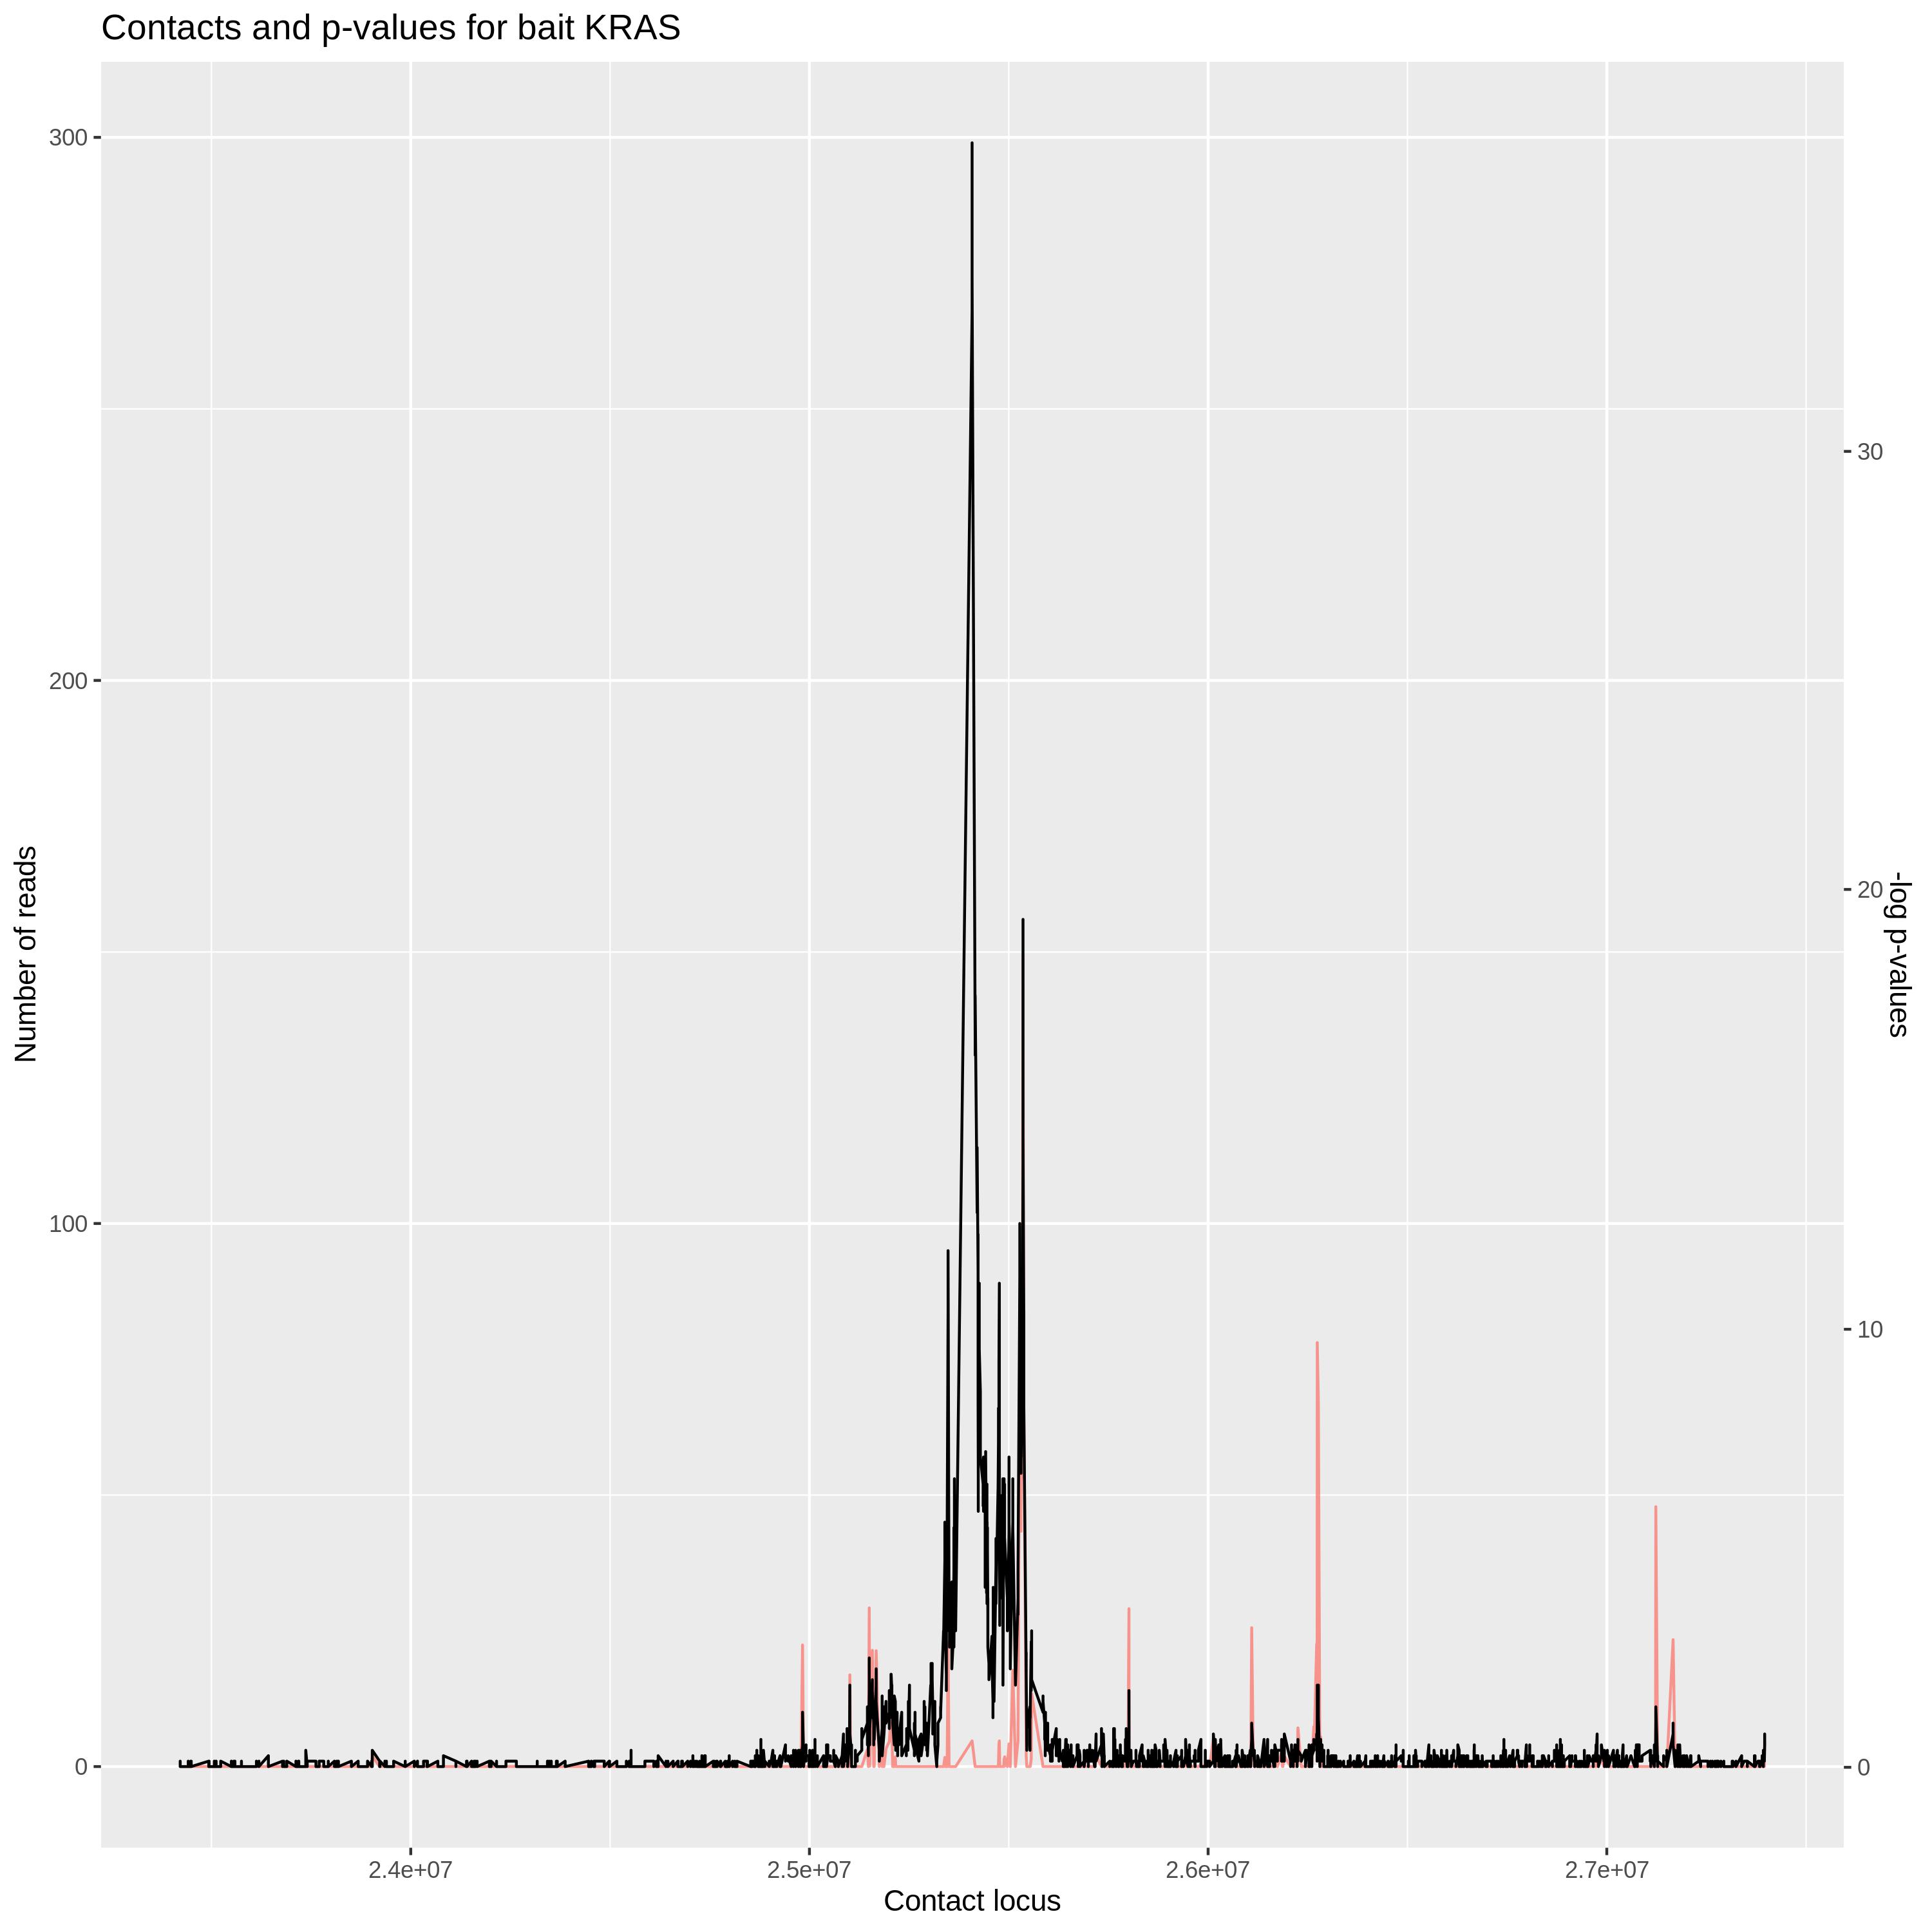 Contacts and p-values for bait KRAS
300
200
100
0
Number of reads
30
20
10
0
-log p-values
2.4e+07
2.5e+07
2.6e+07
2.7e+07
Contact locus